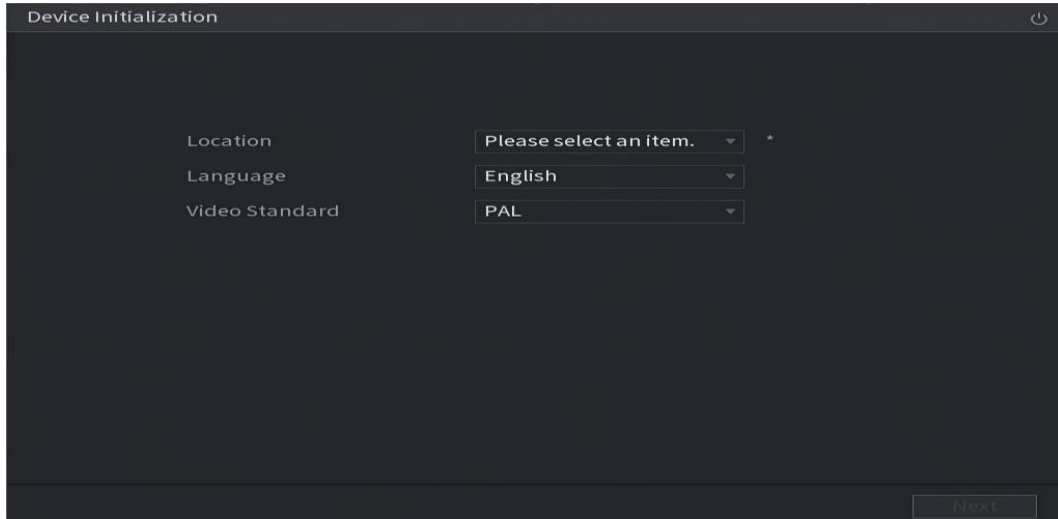 Device Initialization
Location Please select an item. *
Language English
Video Standard PAL
Next